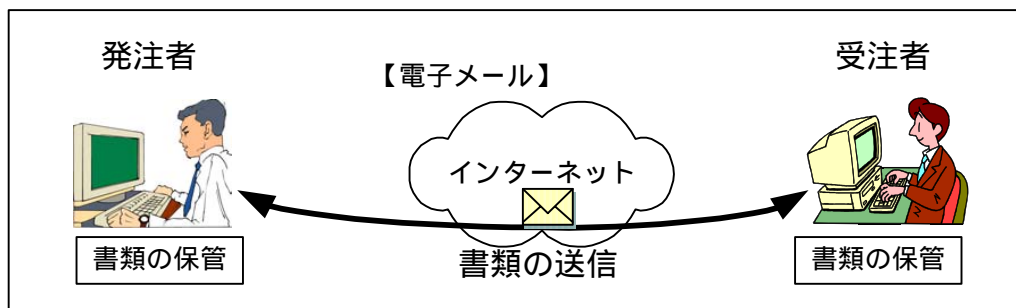 発注者
受注者
【電子メール】
インターネット
書類の送信
書類の保管
書類の保管